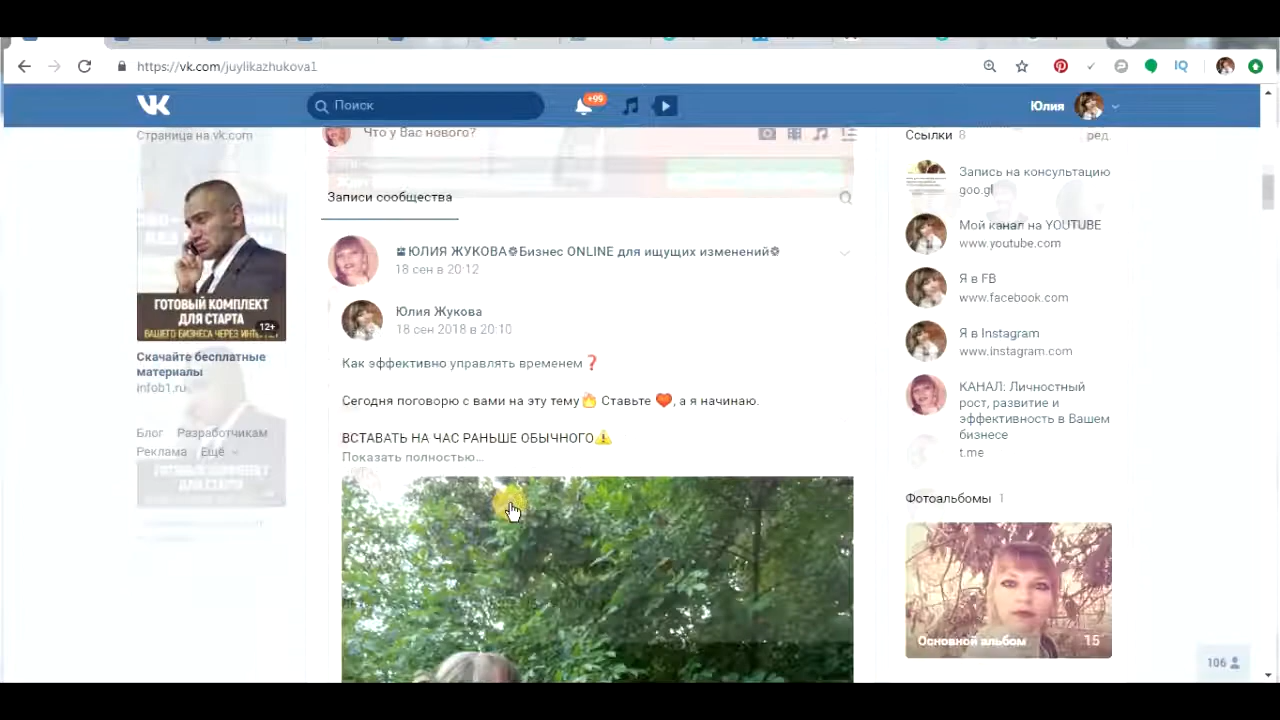 https://vk.com/juylikazhukova1
IQ
Поиск
+99
Юлия
Страница на vk.com
Что у Вас нового?
Ссылки 8
ред.
Записи сообщества
Запись на консультацию
goo.gl
ЮЛИЯ ЖУКОВА Бизнес ONLINE для ищущих изменений
18 сен в 20:12
Мой канал на YOUTUBE
www.youtube.com
Юлия Жукова
18 сен 2018 в 20:10
Я в FB
www.facebook.com
ГОТОВЫЙ КОМПЛЕКТ
ДЛЯ СТАРТА
12+
Скачайте бесплатные
материалы
infob1.ru
Как эффективно управлять временем❓
Я в Instagram
www.instagram.com
Сегодня поговорю с вами на эту тему🔥 Ставьте ❤, а я начинаю.
КАНАЛ: Личностный
рост, развитие и
эффективность в Вашем
бизнесе
t.me
Блог Разработчикам
Реклама Ещё
ВСТАВАТЬ НА ЧАС РАНЬШЕ ОБЫЧНОГО⚠
Показать полностью…
Фотоальбомы 1
Основной альбом 15
106